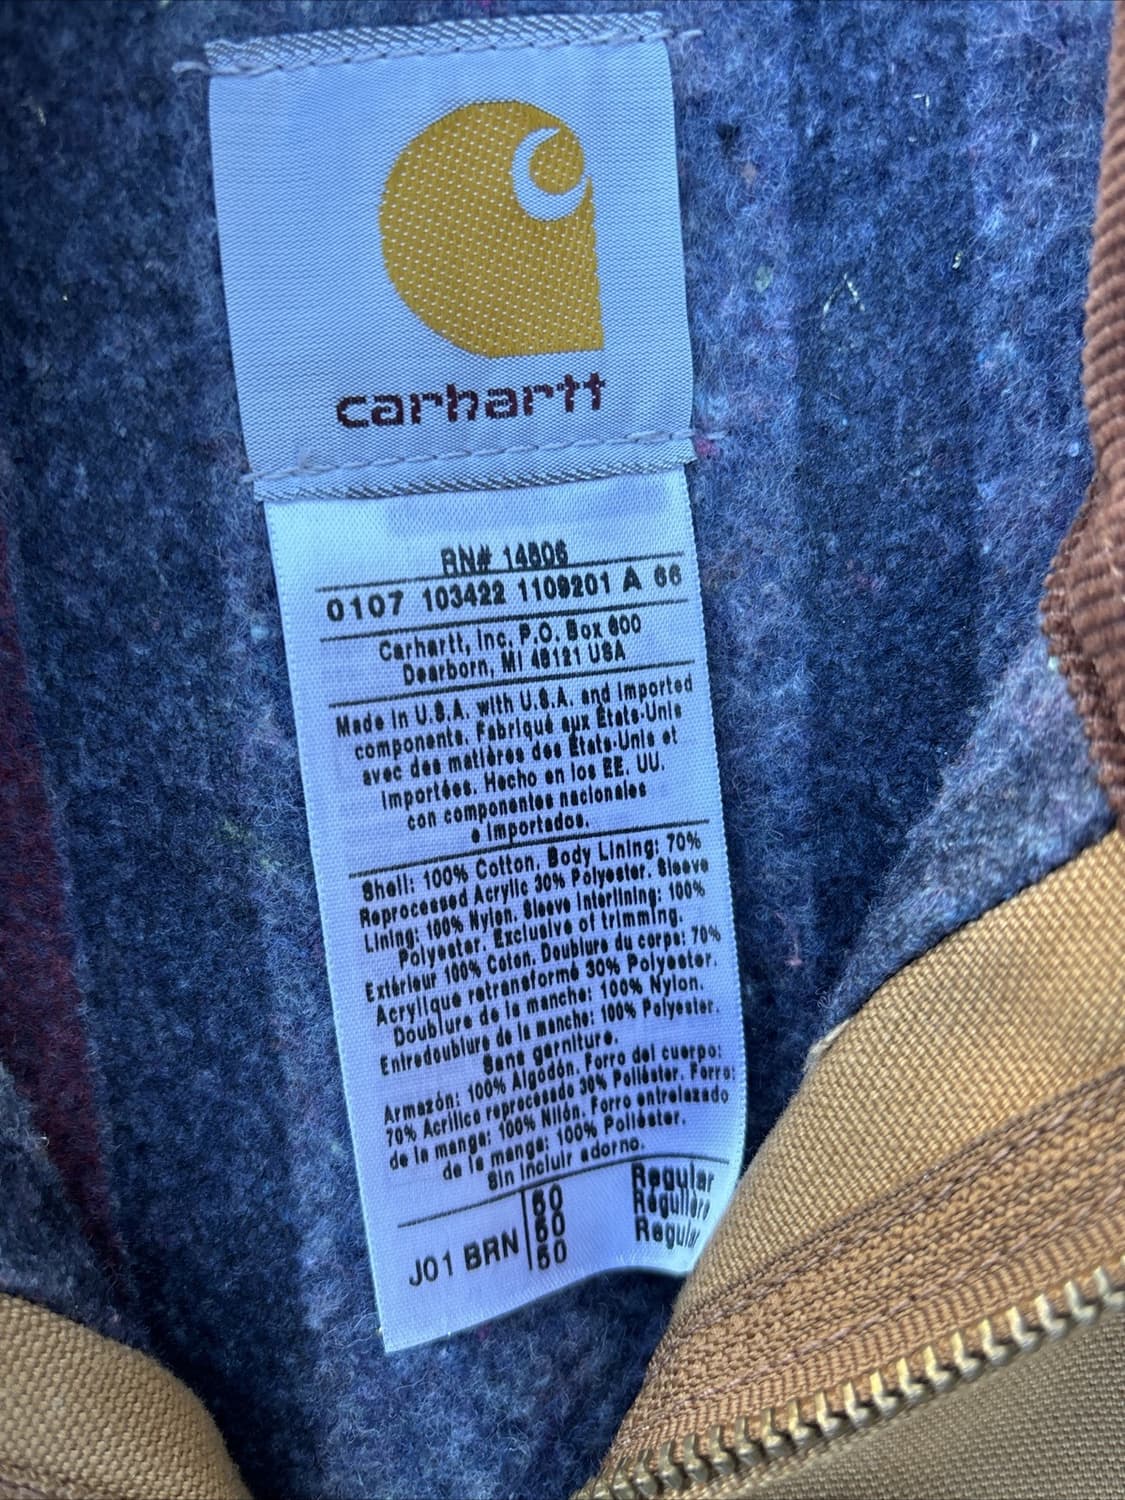 carhartt
RN# 14806
0107 103422 1109201 A 66
Carhartt, Inc. P.O. Box 600
Dearborn, MI 48121 USA
Made in U.S.A. with U.S.A. and Imported
components. Fabriqué aux États-Unis
avec des matières des États-Unis et
Importées. Hecho en los EE. UU.
con componentes nacionales
e Importados.
Shell: 100% Cotton. Body Lining: 70%
Reprocessed Acrylic 30% Polyester. Sleeve
Lining: 100% Nylon. Sleeve Interlining: 100%
Polyester. Exclusive of trimming.
Extérieur 100% Coton. Doublure du corps: 70%
Acrylique retransformé 30% Polyester.
Doublure de la manche: 100% Nylon.
Entredoublure de la manche: 100% Polyester.
Sans garniture.
Armazón: 100% Algodón. Forro del cuerpo:
70% Acrílico reprocesado 30% Poliéster. Forro:
de la manga: 100% Nilón. Forro entrelazado
de la manga: 100% Poliéster.
Sin incluir adorno.
J01 BRN
50 Regular
50 Régulière
50 Regular